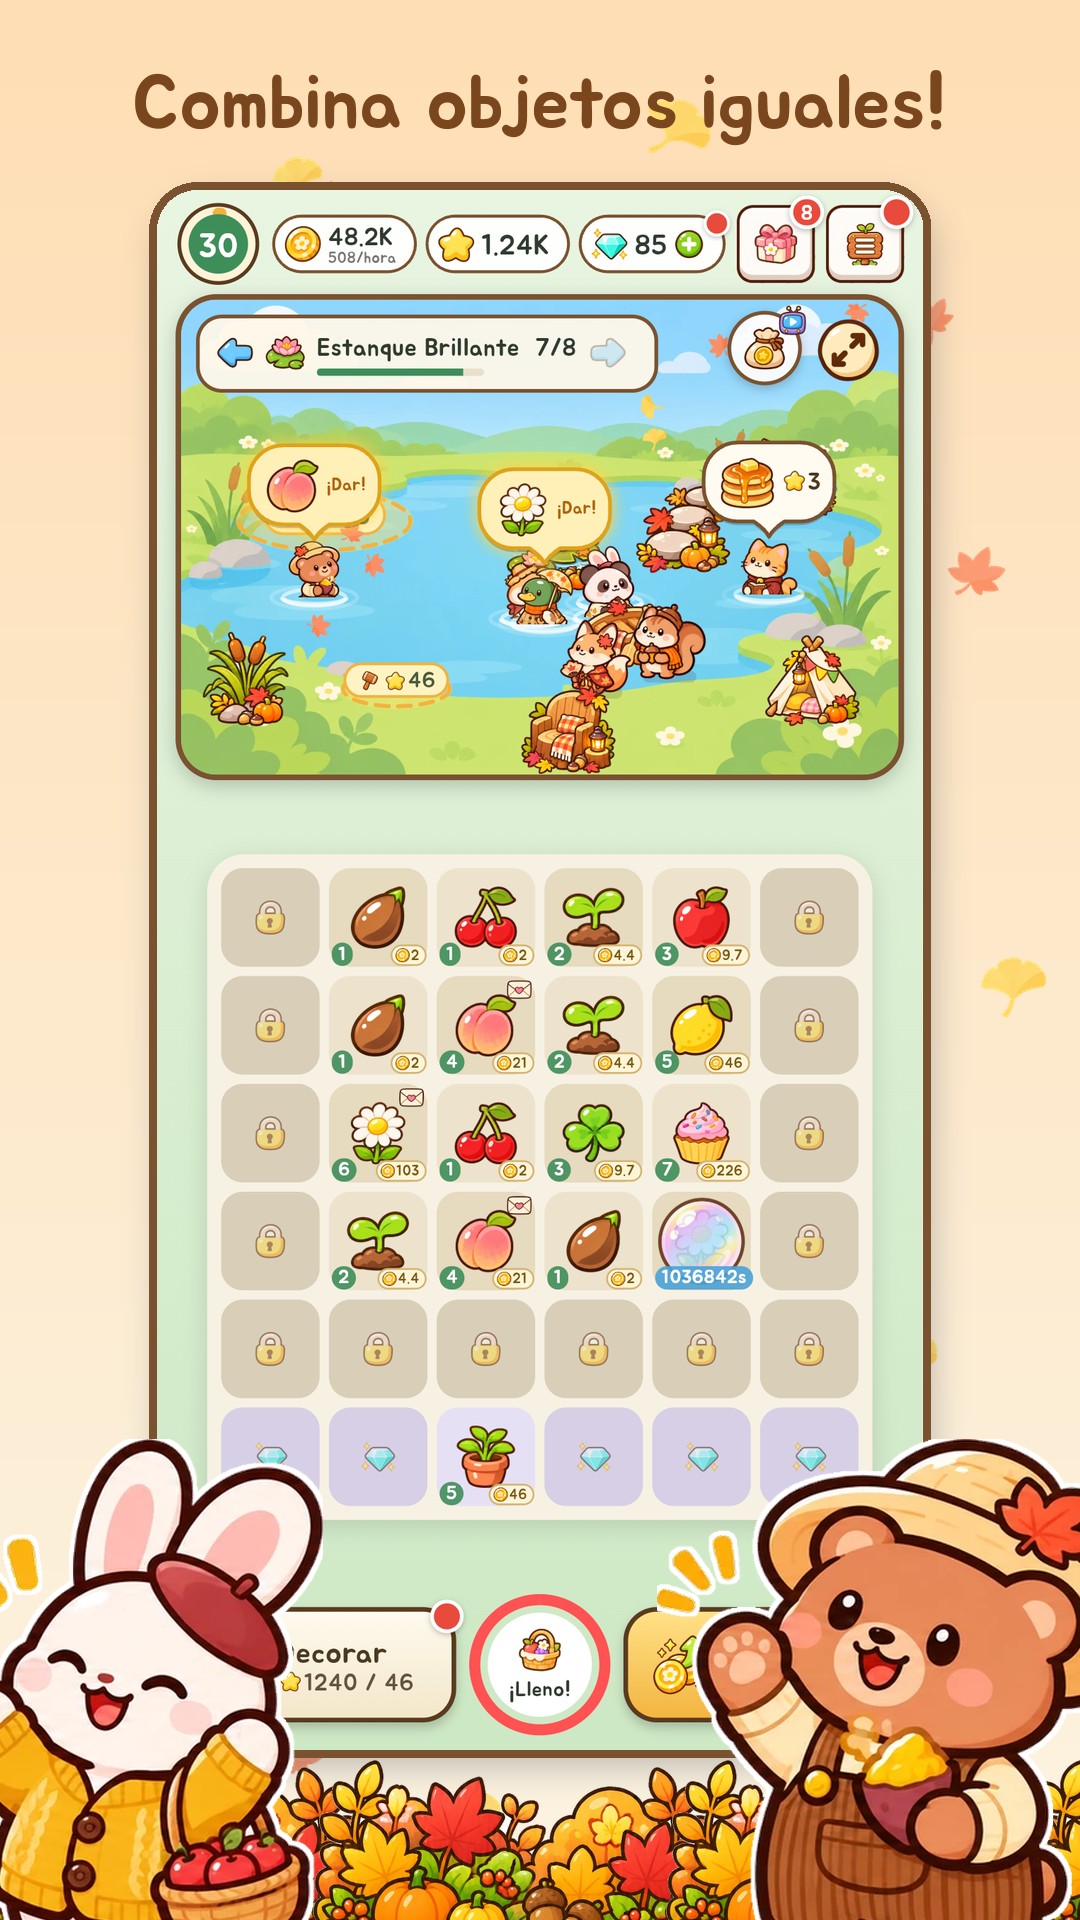 Combina objetos iguales!
30
48.2K
508/hora
1.24K
85
8
Estanque Brillante 7/8
¡Dar!
¡Dar!
3
46
1 2
1 2
2 4.4
3 9.7
1 2
4 21
2 4.4
5 46
6 103
1 2
3 9.7
7 226
2 4.4
4 21
1 2
1036842s
5 46
ecorar
1240 / 46
¡Lleno!